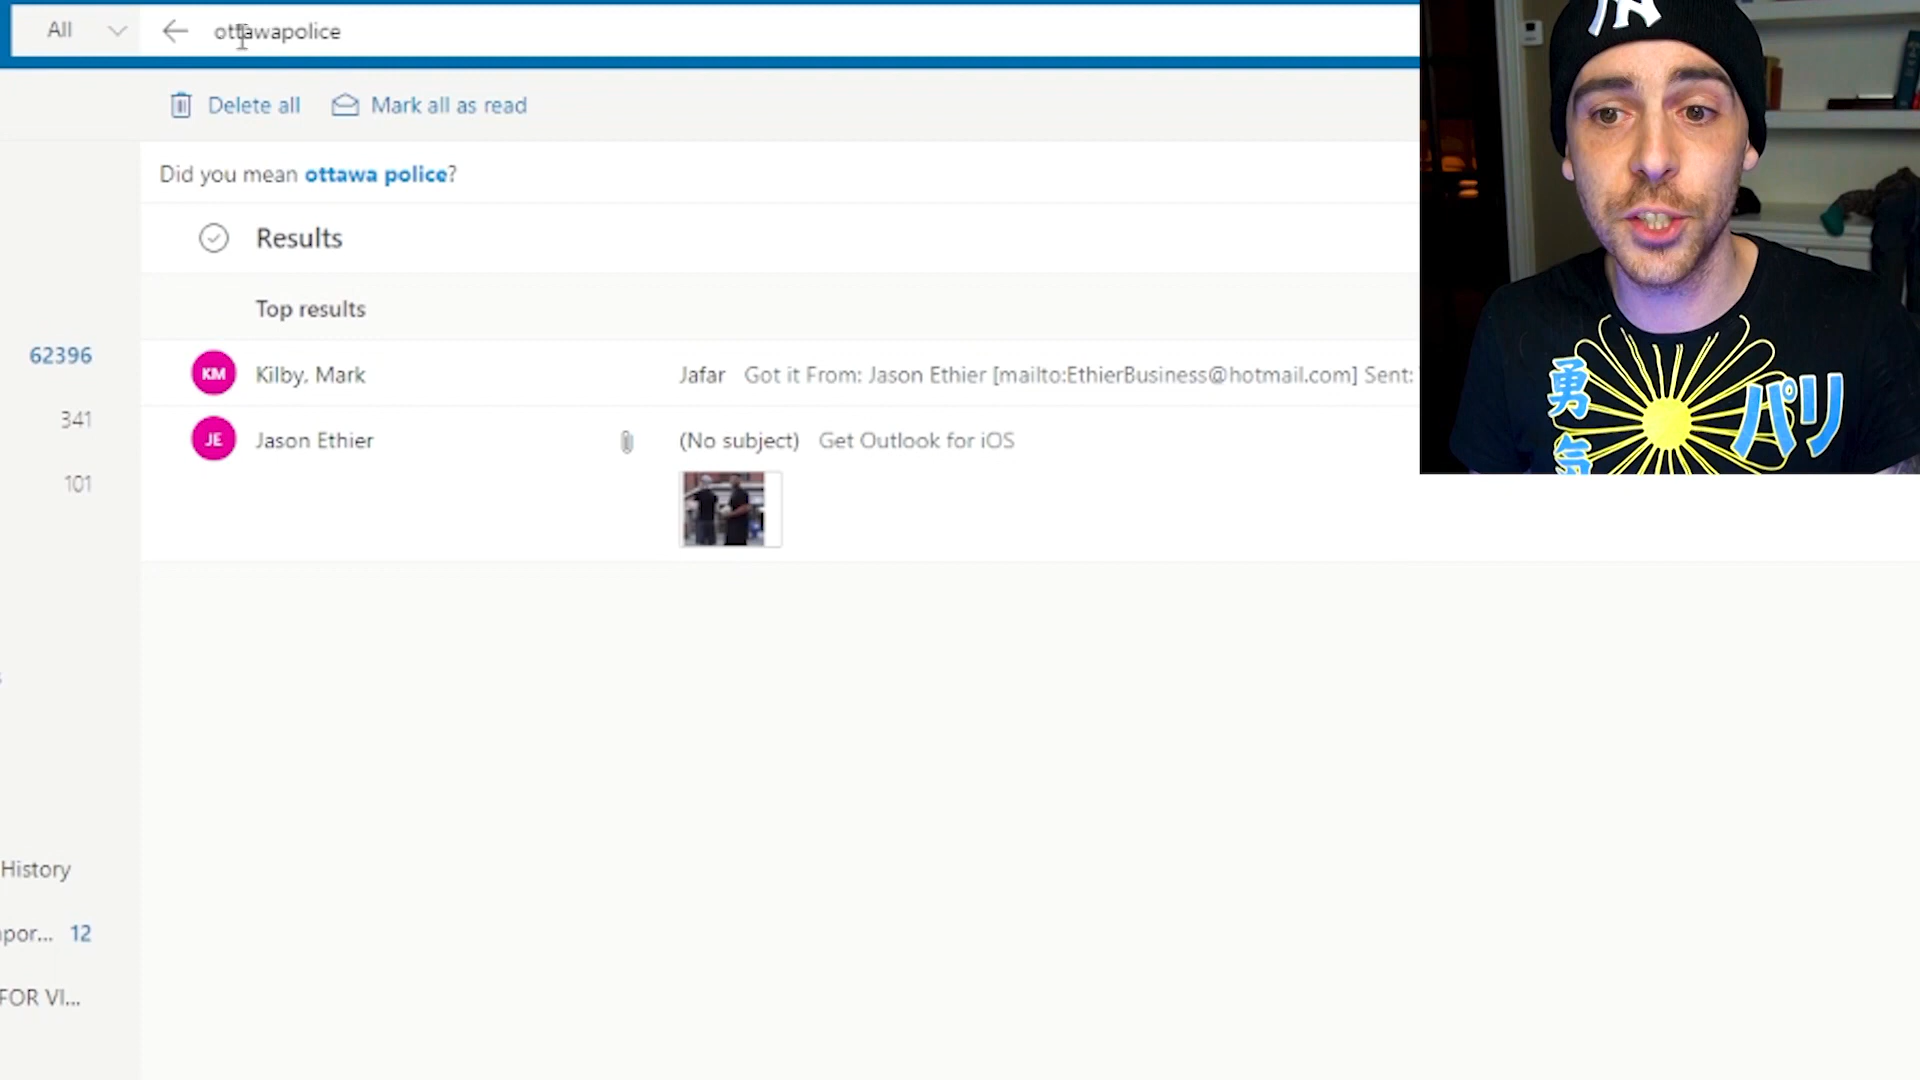 All
ottawapolice
Delete all
Mark all as read
Did you mean ottawa police?
Results
Top results
KM
Kilby, Mark
Jafar Got it From: Jason Ethier [mailto:EthierBusiness@hotmail.com] Sent:
JE
Jason Ethier
(No subject) Get Outlook for iOS
62396
341
101
History
por... 12
FOR VI...
勇気
パリ